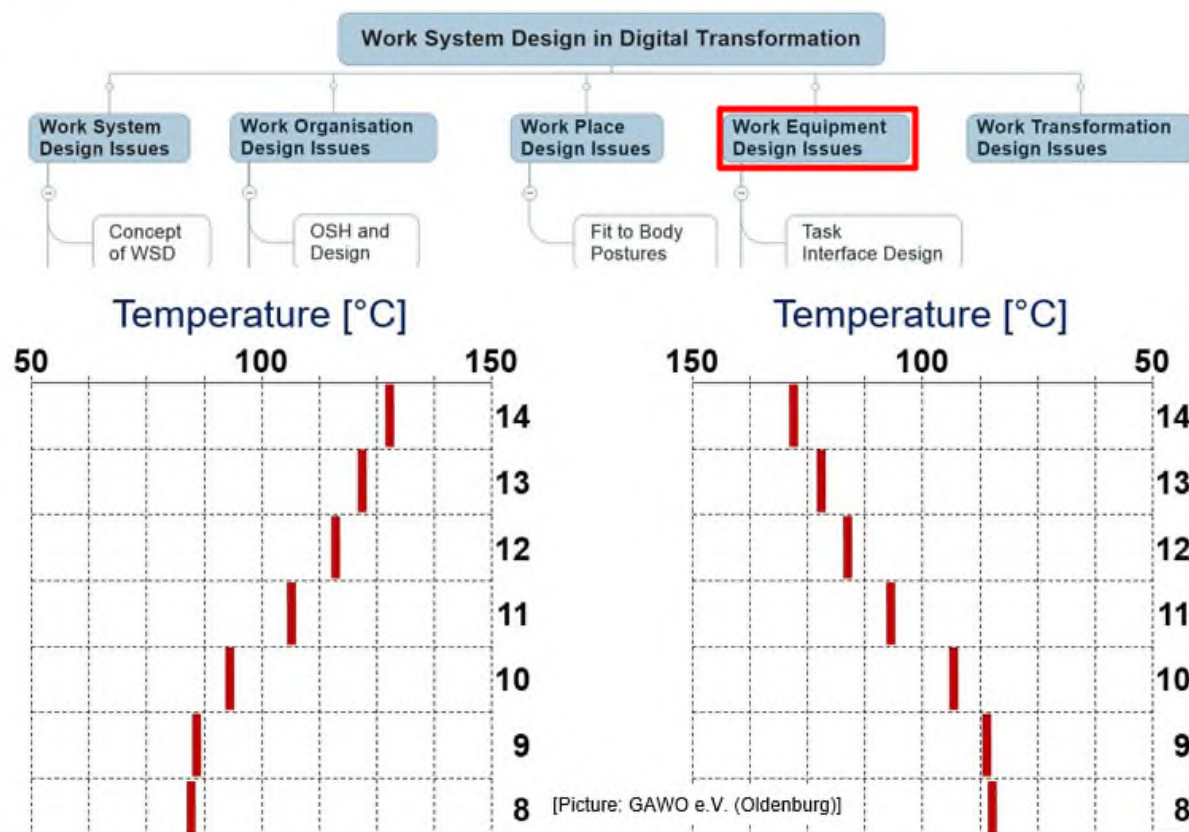 Work System Design in Digital Transformation
Work System
Design Issues
Work Organisation
Design Issues
Work Place
Design Issues
Work Equipment
Design Issues
Work Transformation
Design Issues
Concept
of WSD
OSH and
Design
Fit to Body
Postures
Task
Interface Design
Temperature [°C]
50 100 150
14
13
12
11
10
9
8
Temperature [°C]
150 100 50
14
13
12
11
10
9
8
[Picture: GAWO e.V. (Oldenburg)]